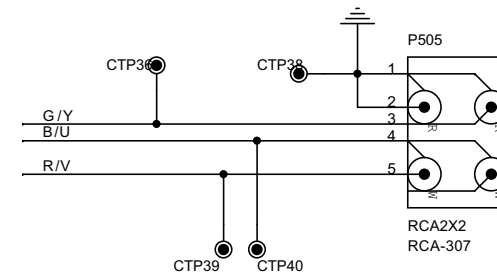 P505
CTP36
CTP38
1
2
G/Y
3
B/U
4
R/V
5
R
W
RCA2X2
RCA-307
CTP39
CTP40